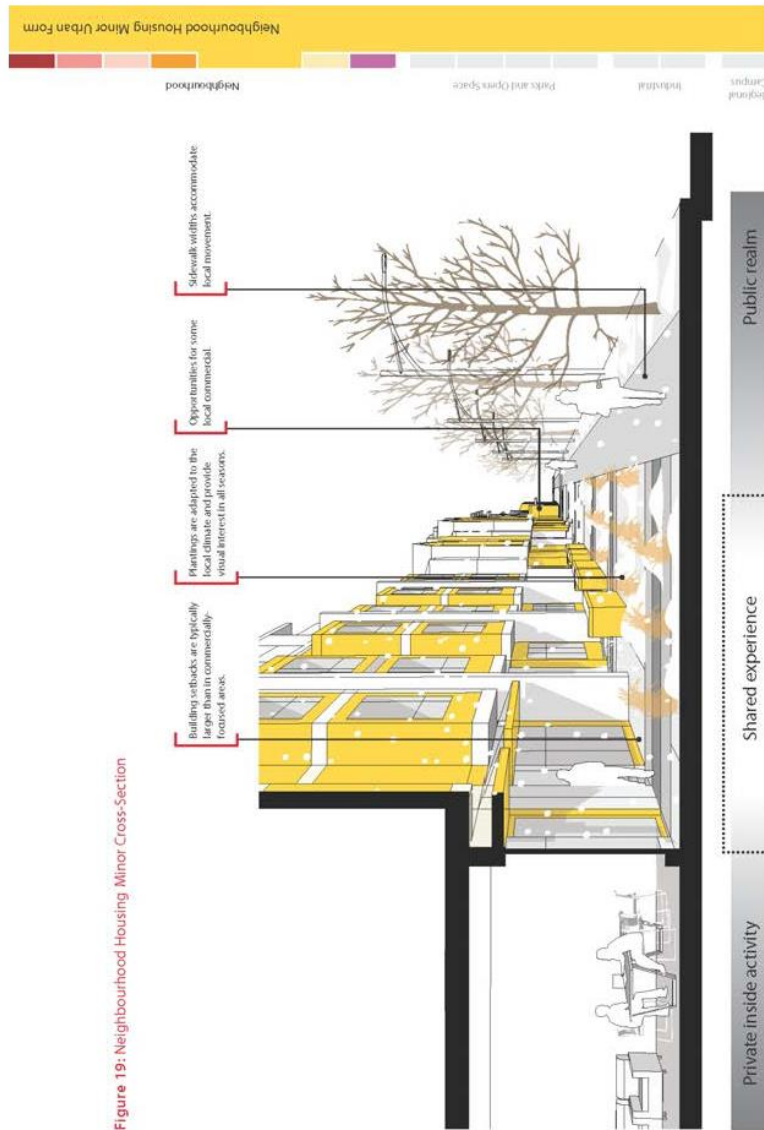 Neighbourhood Housing Minor Urban Form
Neighbourhood
Parks and Open Space
Industrial
Regional
Campus
Figure 19: Neighbourhood Housing Minor Cross-Section
Building setbacks are typically
larger than in commercially-
focused areas.
Plantings are adapted to the
local climate and provide
visual interest in all seasons.
Opportunities for some
local commercial.
Sidewalk widths accommodate
local movement.
Private inside activity
Shared experience
Public realm